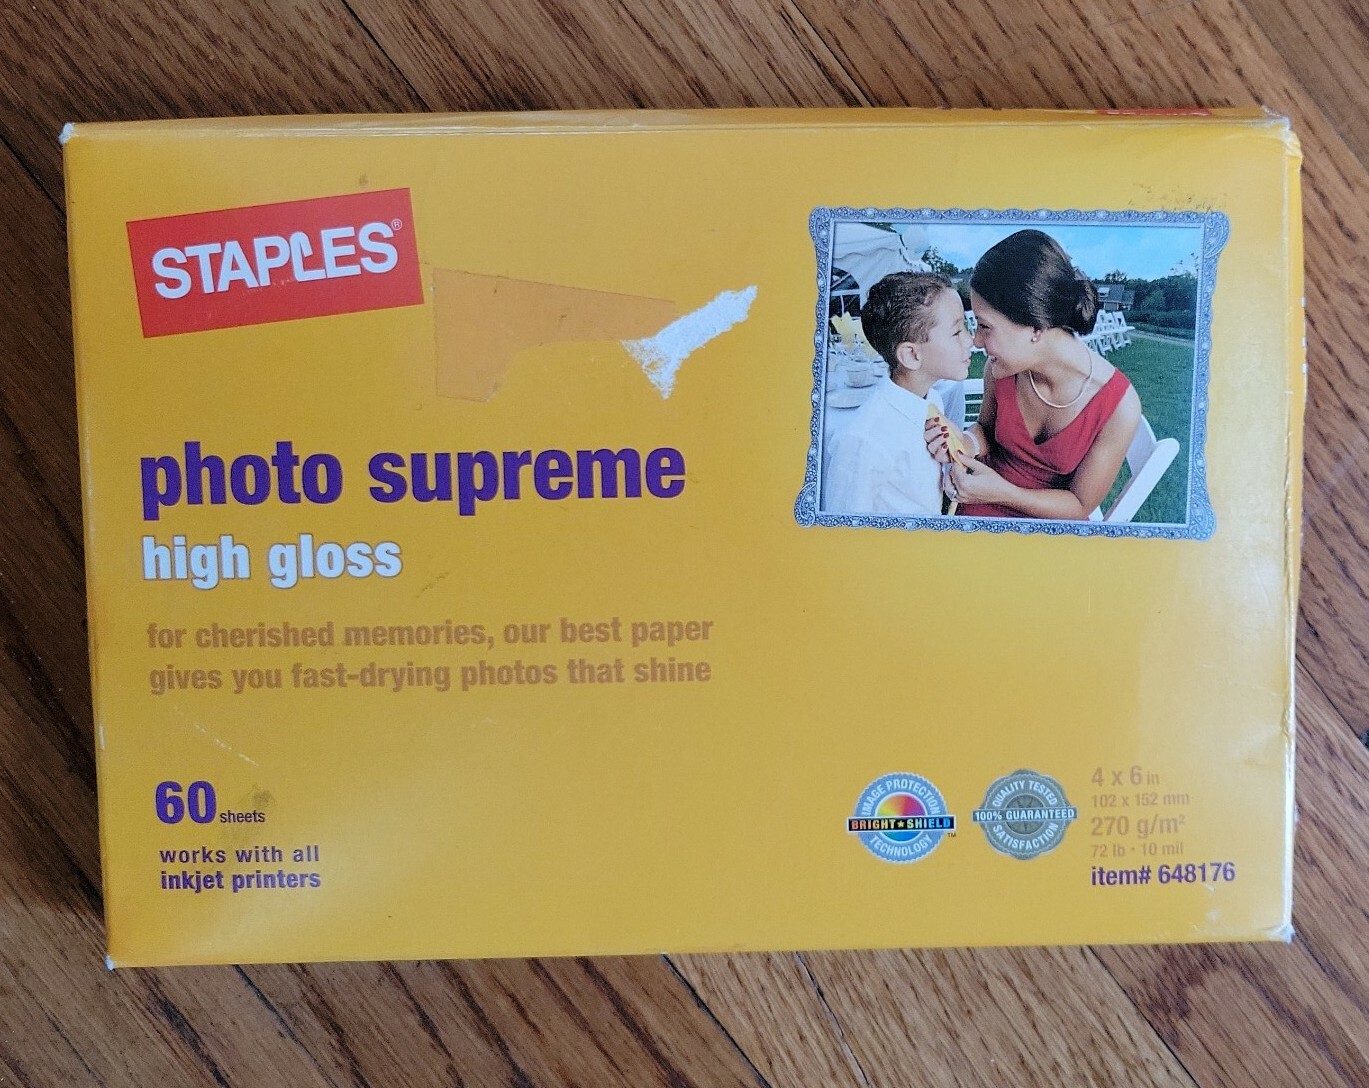 STAPLES®
photo supreme
high gloss
for cherished memories, our best paper
gives you fast-drying photos that shine
60 sheets
works with all
inkjet printers
IMAGE PROTECTION
BRIGHT★SHIELD™
TECHNOLOGY
QUALITY TESTED
100% GUARANTEED
SATISFACTION
4 x 6 in
102 x 152 mm
270 g/m²
72 lb • 10 mil
item# 648176